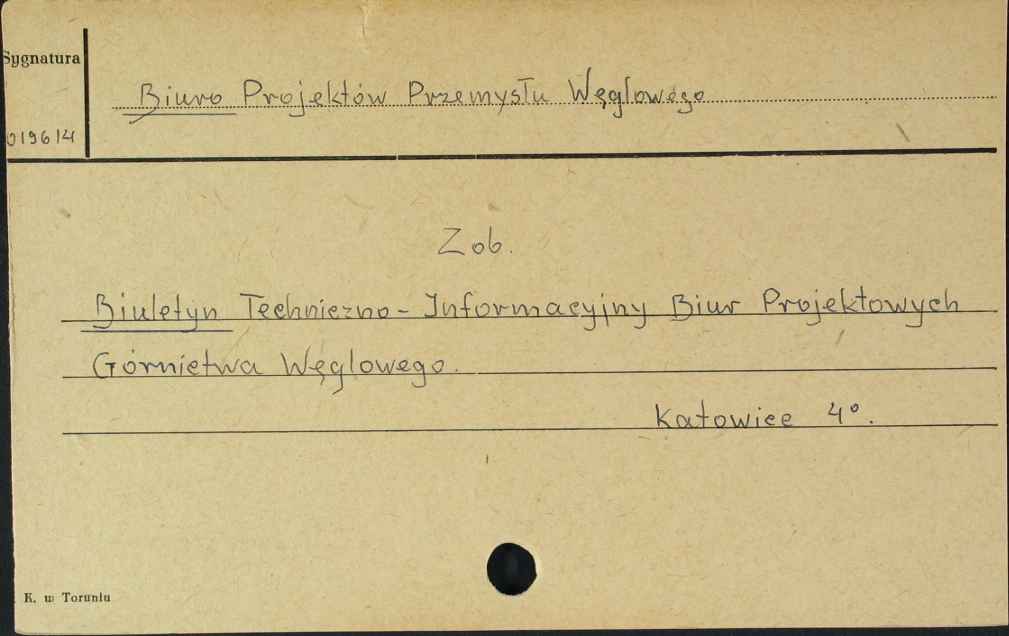 Sygnatura
Biuro Projektów Przemysłu Węglowego
019614
Zob.
Biuletyn Techniczno-Informacyjny Biur Projektowych
Górnictwa Węglowego.
Katowice 4°.
K. w Toruniu